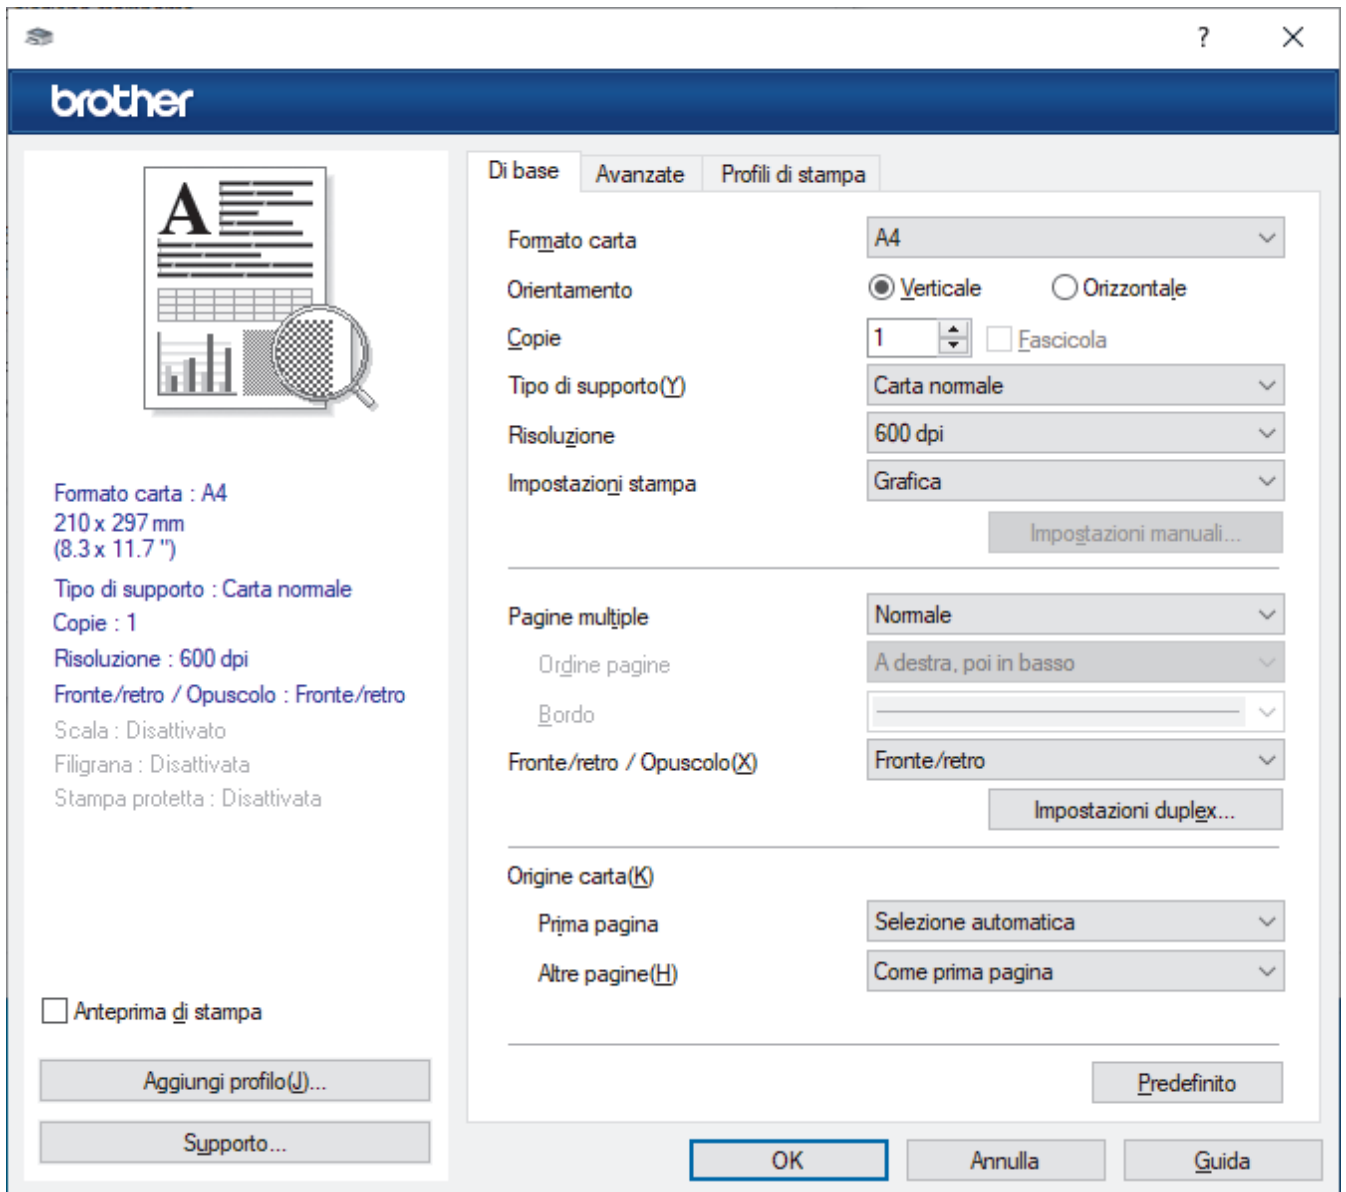 ?
brother
A
Di base Avanzate Profili di stampa
Formato carta A4
Orientamento Verticale Orizzontale
Copie 1 Fascicola
Tipo di supporto(Y) Carta normale
Risoluzione 600 dpi
Impostazioni stampa Grafica
Impostazioni manuali...
Pagine multiple Normale
Ordine pagine A destra, poi in basso
Bordo
Fronte/retro / Opuscolo(X) Fronte/retro
Impostazioni duplex...
Origine carta(K)
Prima pagina Selezione automatica
Altre pagine(H) Come prima pagina
Predefinito
Formato carta : A4
210 x 297 mm
(8.3 x 11.7 ")
Tipo di supporto : Carta normale
Copie : 1
Risoluzione : 600 dpi
Fronte/retro / Opuscolo : Fronte/retro
Scala : Disattivato
Filigrana : Disattivata
Stampa protetta : Disattivata
Anteprima di stampa
Aggiungi profilo(J)...
Supporto...
OK Annulla Guida